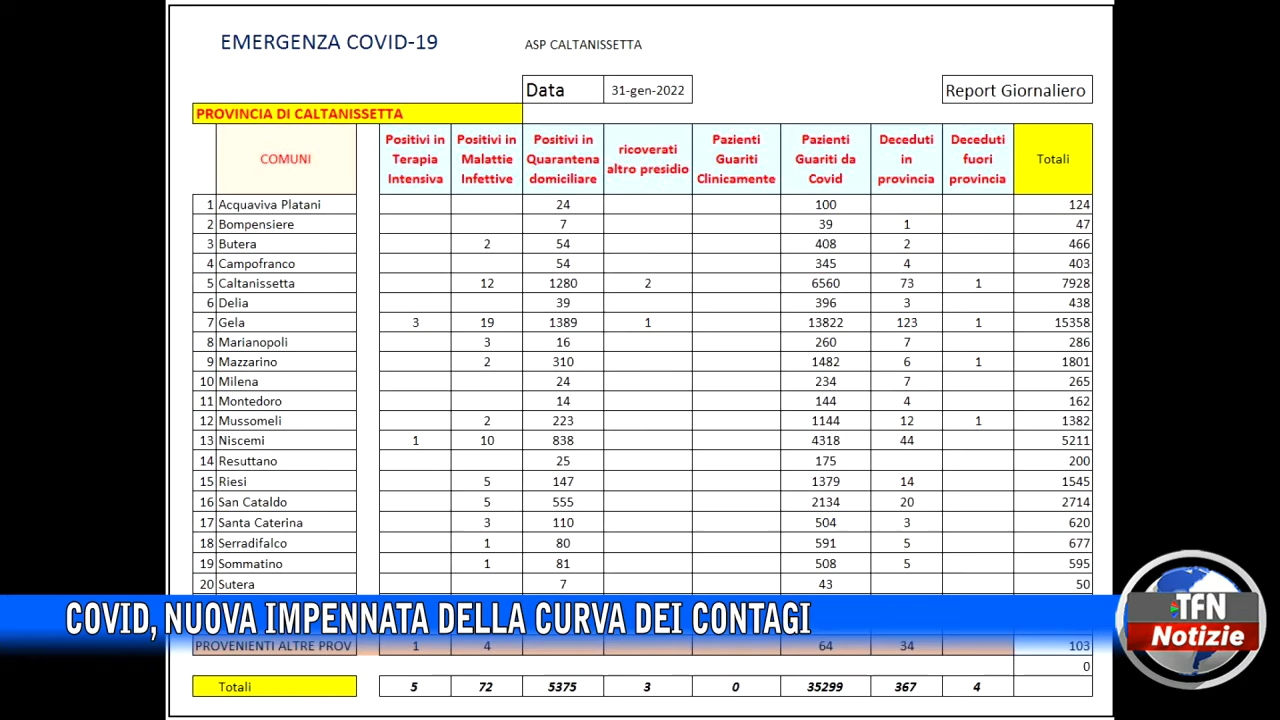 EMERGENZA COVID-19
ASP CALTANISSETTA
Data 31-gen-2022
Report Giornaliero
PROVINCIA DI CALTANISSETTA
COMUNI Positivi in Terapia Intensiva Positivi in Malattie Infettive Positivi in Quarantena domiciliare ricoverati altro presidio Pazienti Guariti Clinicamente Pazienti Guariti da Covid Deceduti in provincia Deceduti fuori provincia Totali
1 Acquaviva Platani 24 100 124
2 Bompensiere 7 39 1 47
3 Butera 2 54 408 2 466
4 Campofranco 54 345 4 403
5 Caltanissetta 12 1280 2 6560 73 1 7928
6 Delia 39 396 3 438
7 Gela 3 19 1389 1 13822 123 1 15358
8 Marianopoli 3 16 260 7 286
9 Mazzarino 2 310 1482 6 1 1801
10 Milena 24 234 7 265
11 Montedoro 14 144 4 162
12 Mussomeli 2 223 1144 12 1 1382
13 Niscemi 1 10 838 4318 44 5211
14 Resuttano 25 175 200
15 Riesi 5 147 1379 14 1545
16 San Cataldo 5 555 2134 20 2714
17 Santa Caterina 3 110 504 3 620
18 Serradifalco 1 80 591 5 677
19 Sommatino 1 81 508 5 595
20 Sutera 7 43 50
COVID, NUOVA IMPENNATA DELLA CURVA DEI CONTAGI
TFN
Notizie
PROVENIENTI ALTRE PROV 1 4 64 34 103
0
Totali 5 72 5375 3 0 35299 367 4